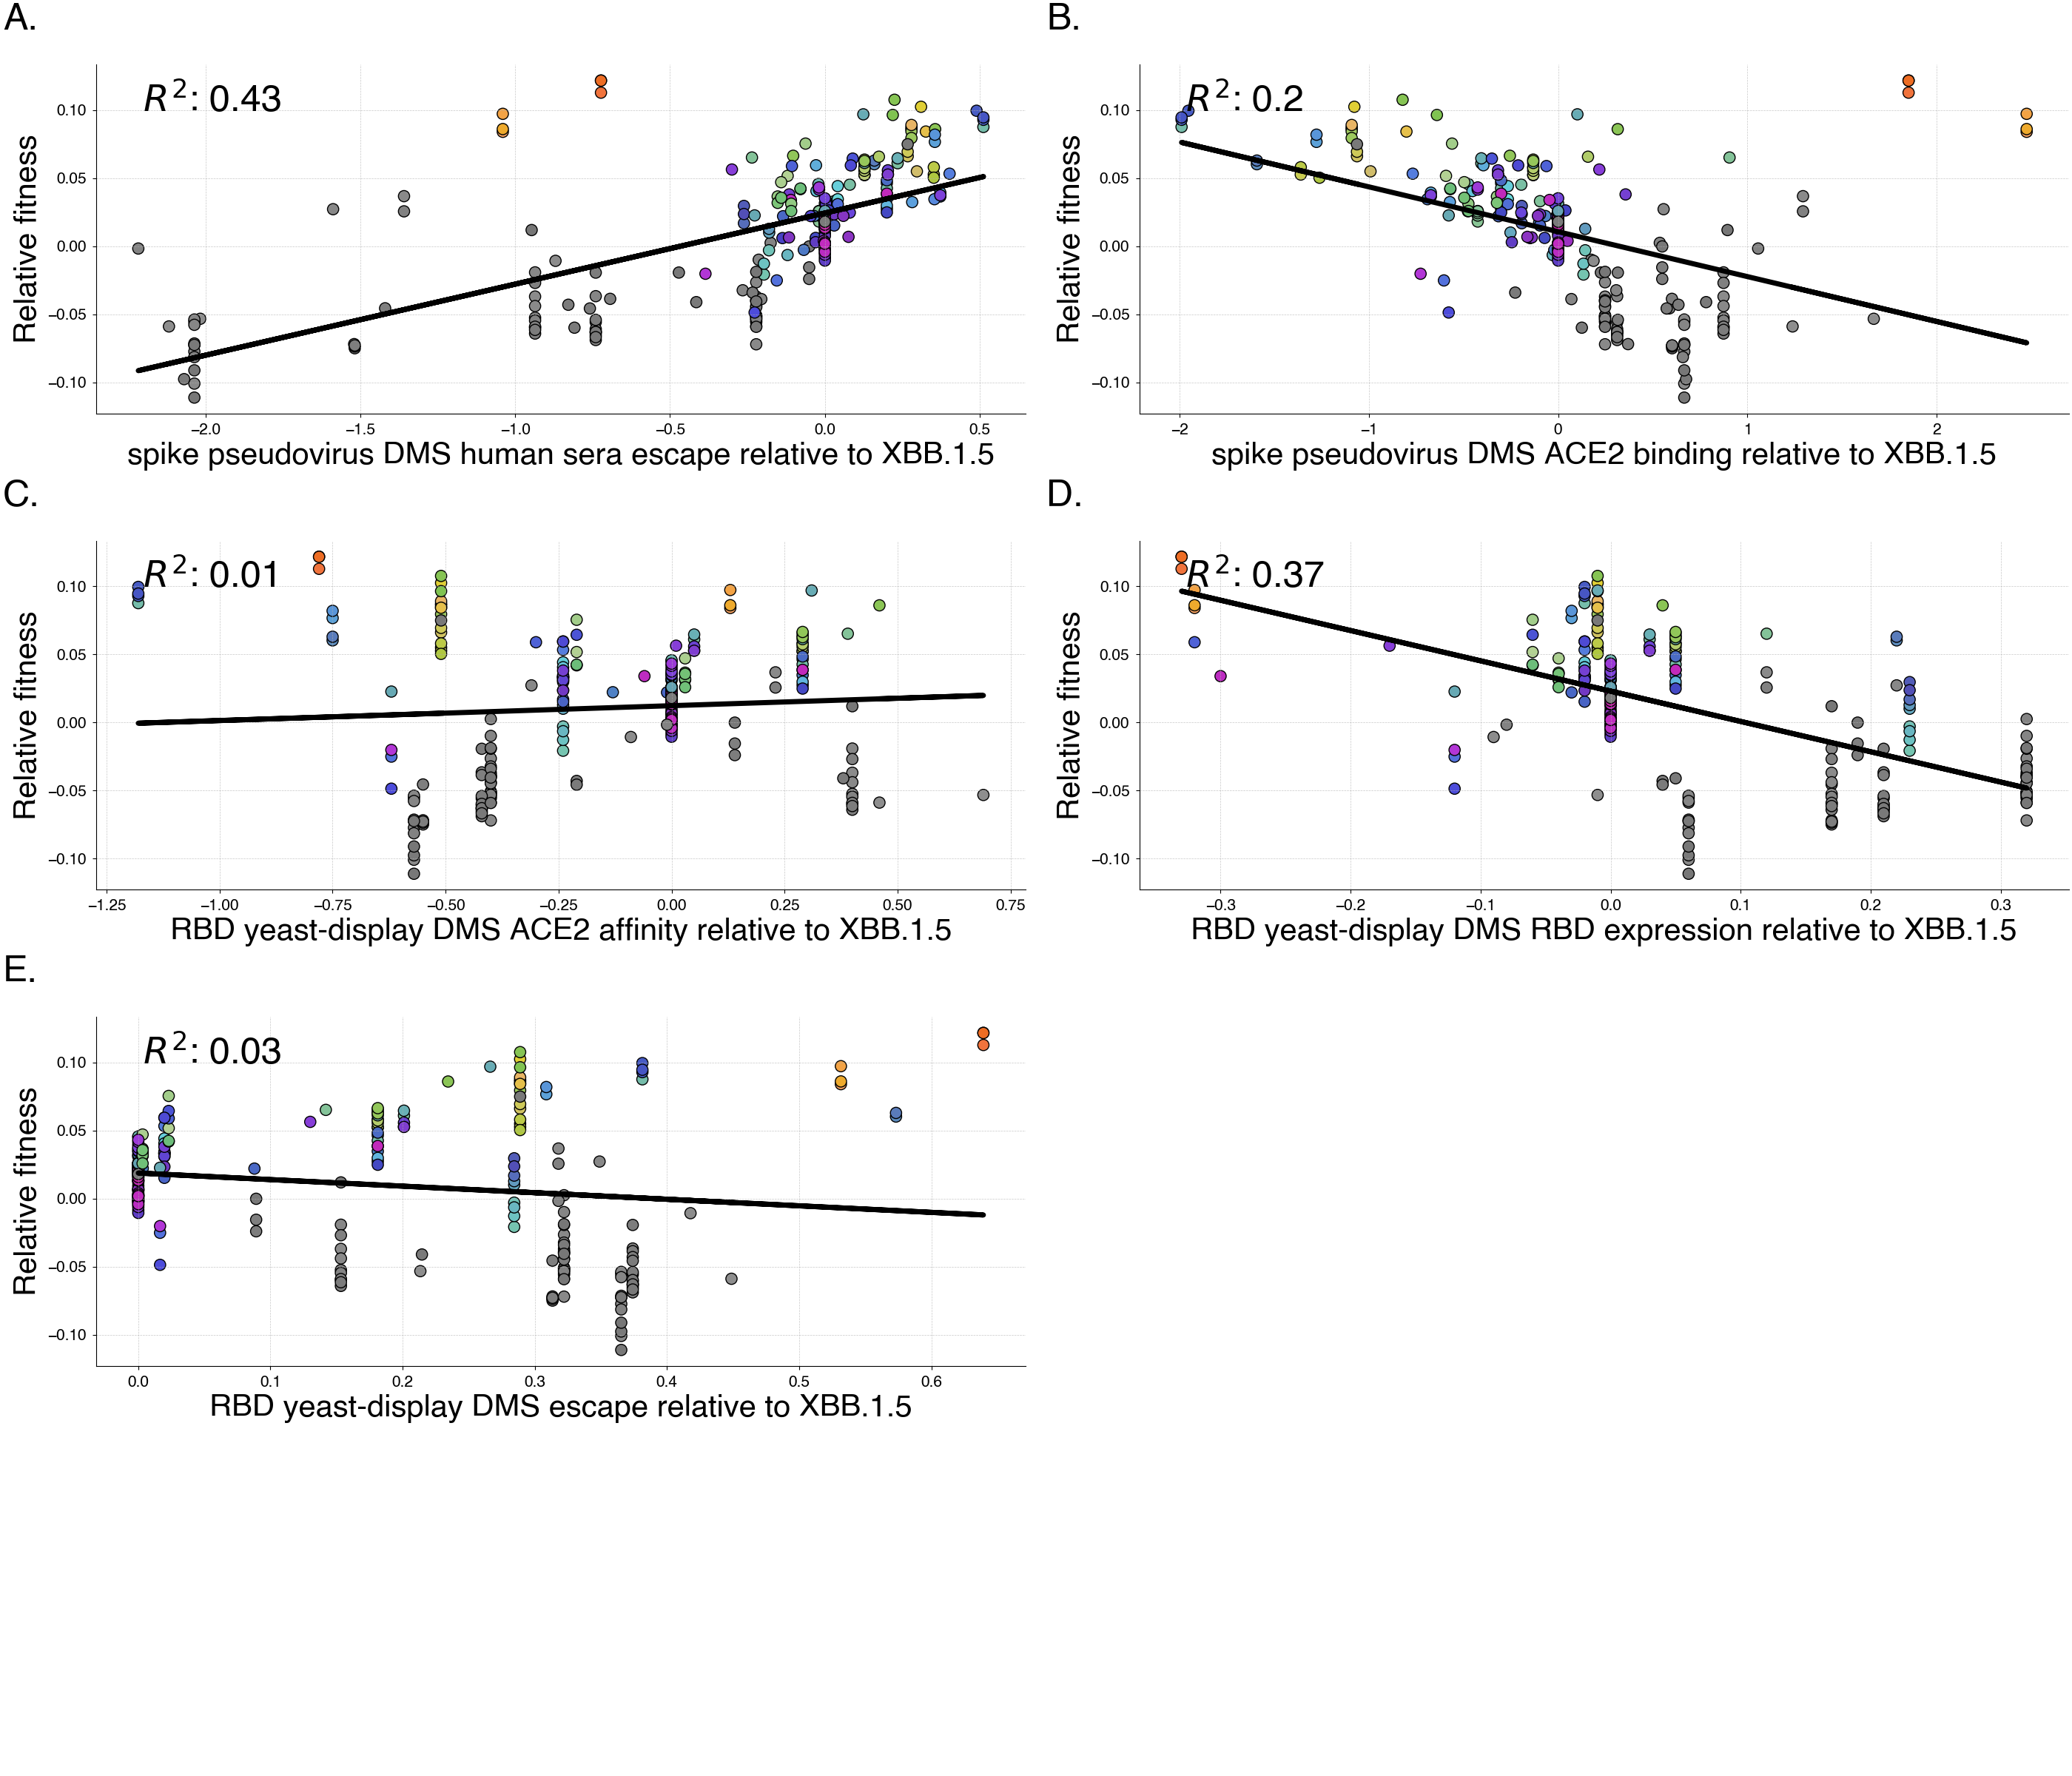 A.
R²: 0.43
Relative fitness
0.10
0.05
0.00
−0.05
−0.10
−2.0 −1.5 −1.0 −0.5 0.0 0.5
spike pseudovirus DMS human sera escape relative to XBB.1.5
B.
R²: 0.2
Relative fitness
0.10
0.05
0.00
−0.05
−0.10
−2 −1 0 1 2
spike pseudovirus DMS ACE2 binding relative to XBB.1.5
C.
R²: 0.01
Relative fitness
0.10
0.05
0.00
−0.05
−0.10
−1.25 −1.00 −0.75 −0.50 −0.25 0.00 0.25 0.50 0.75
RBD yeast-display DMS ACE2 affinity relative to XBB.1.5
D.
R²: 0.37
Relative fitness
0.10
0.05
0.00
−0.05
−0.10
−0.3 −0.2 −0.1 0.0 0.1 0.2 0.3
RBD yeast-display DMS RBD expression relative to XBB.1.5
E.
R²: 0.03
Relative fitness
0.10
0.05
0.00
−0.05
−0.10
0.0 0.1 0.2 0.3 0.4 0.5 0.6
RBD yeast-display DMS escape relative to XBB.1.5